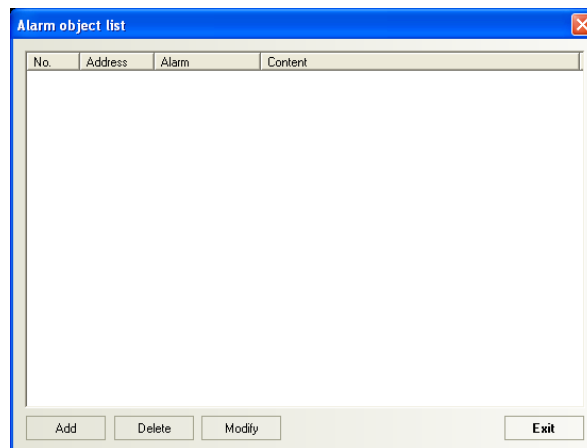 Alarm object list
No. Address Alarm Content
Add Delete Modify Exit